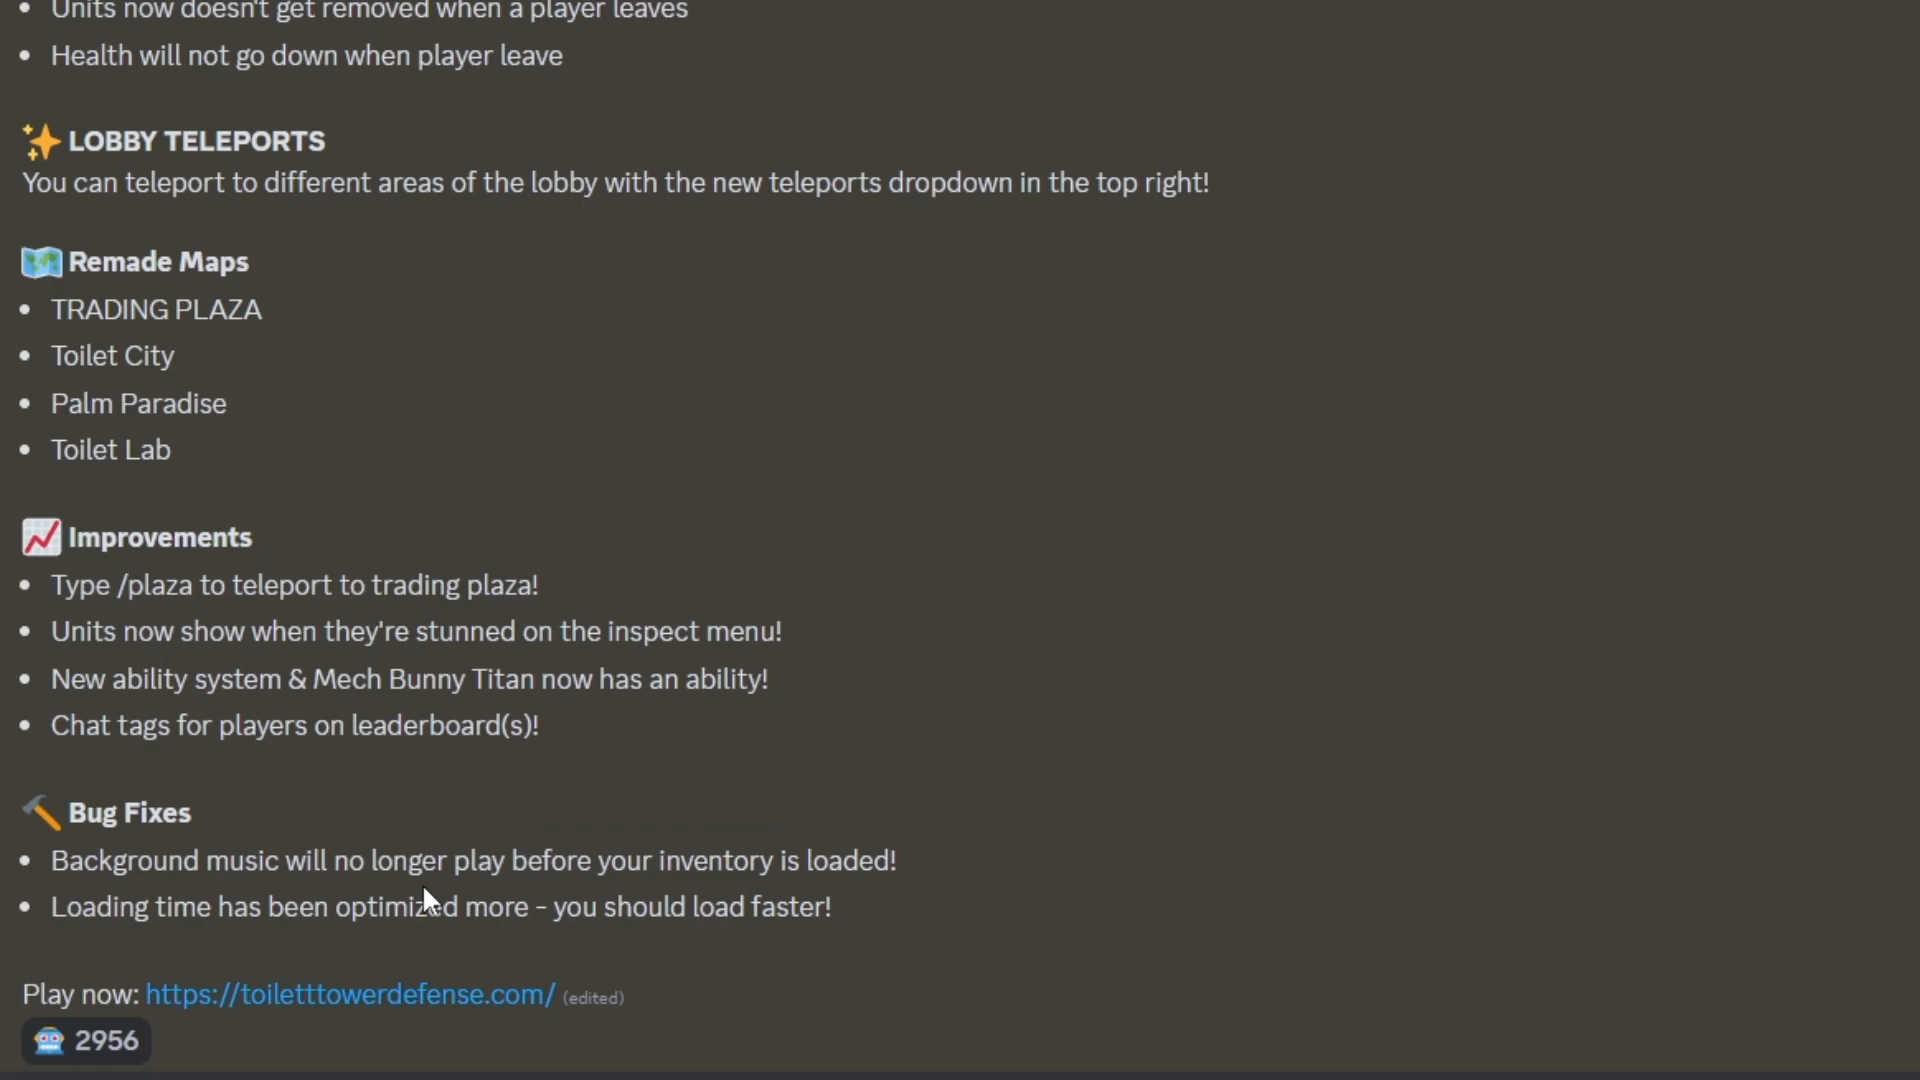 Units now doesn't get removed when a player leaves
Health will not go down when player leave
LOBBY TELEPORTS
You can teleport to different areas of the lobby with the new teleports dropdown in the top right!
Remade Maps
TRADING PLAZA
Toilet City
Palm Paradise
Toilet Lab
Improvements
Type /plaza to teleport to trading plaza!
Units now show when they're stunned on the inspect menu!
New ability system & Mech Bunny Titan now has an ability!
Chat tags for players on leaderboard(s)!
Bug Fixes
Background music will no longer play before your inventory is loaded!
Loading time has been optimized more - you should load faster!
Play now: https://toiletttowerdefense.com/ (edited)
2956